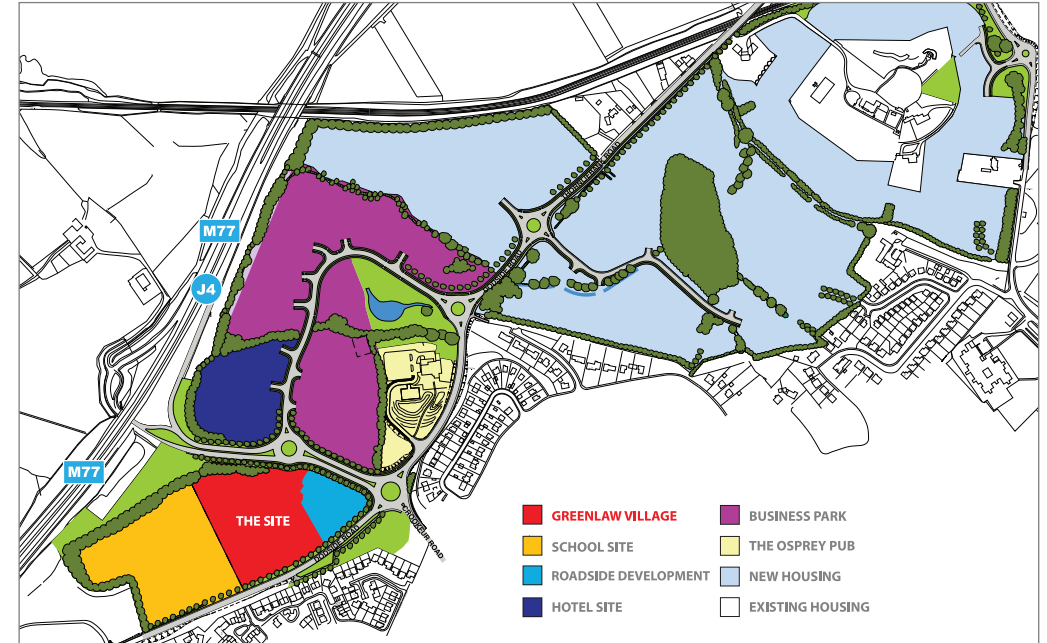 M77
J4
M77
THE SITE
GREENLAW VILLAGE
SCHOOL SITE
ROADSIDE DEVELOPMENT
HOTEL SITE
BUSINESS PARK
THE OSPREY PUB
NEW HOUSING
EXISTING HOUSING